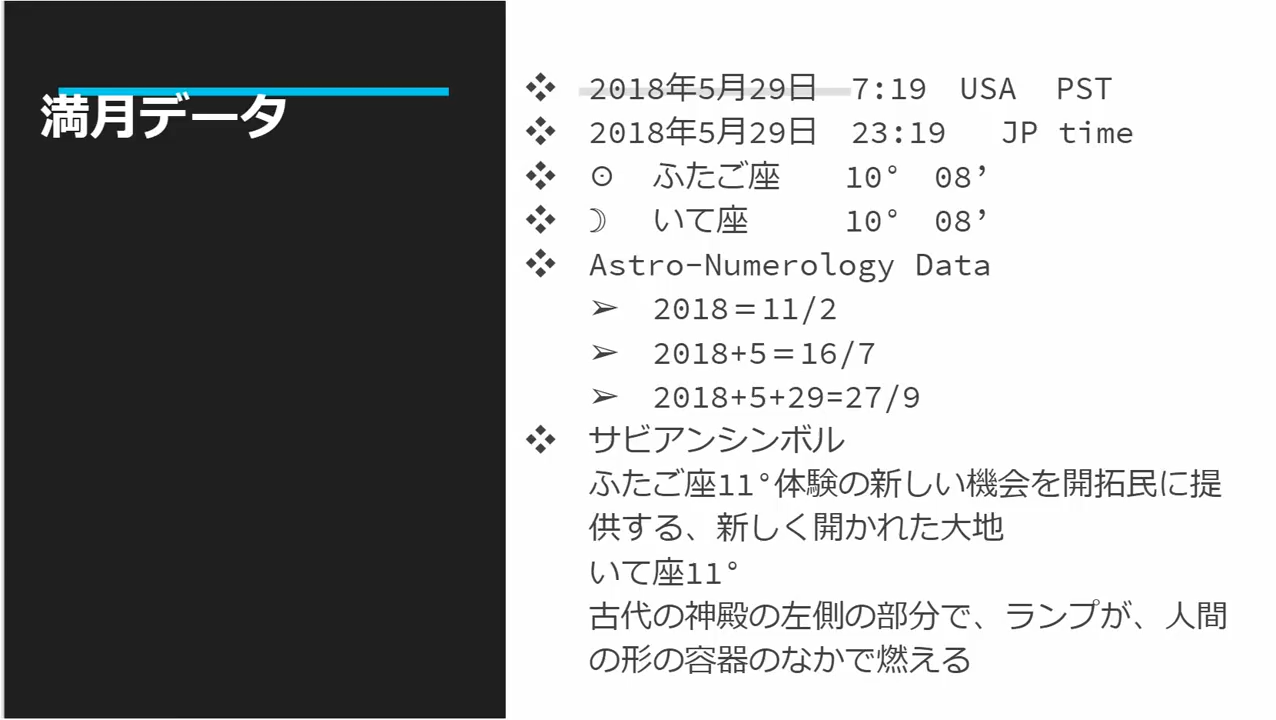 満月データ
❖ 2018年5月29日 7:19 USA PST
❖ 2018年5月29日 23:19 JP time
❖ ☉ ふたご座 10° 08’
❖ ☽ いて座 10° 08’
❖ Astro-Numerology Data
➢ 2018＝11/2
➢ 2018+5＝16/7
➢ 2018+5+29=27/9
❖ サビアンシンボル
ふたご座11°体験の新しい機会を開拓民に提
供する、新しく開かれた大地
いて座11°
古代の神殿の左側の部分で、ランプが、人間
の形の容器のなかで燃える